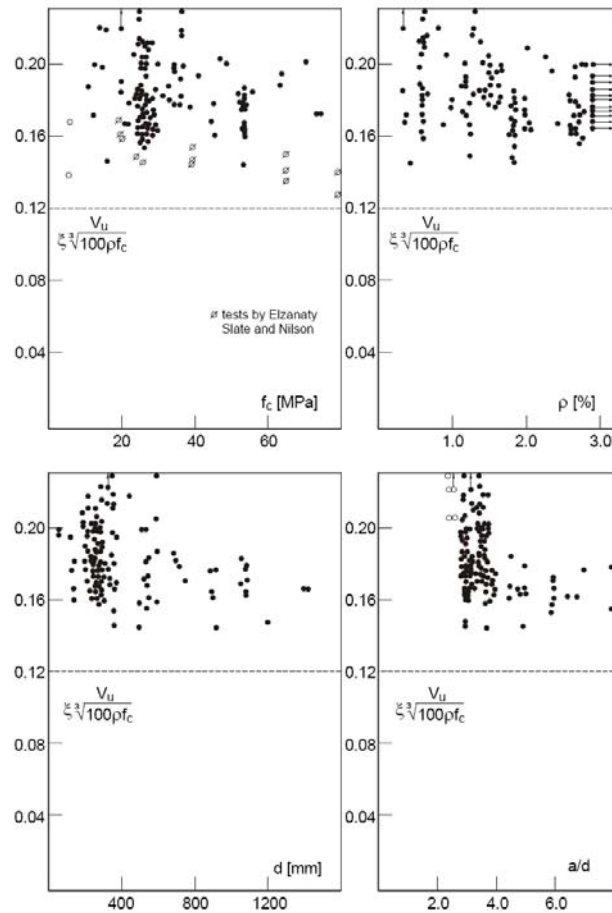 0.20
0.16
0.12
Vu
ξ ∛100ρfc
0.08
ø tests by Elzanaty
Slate and Nilson
0.04
fc [MPa]
20 40 60
0.20
0.16
0.12
Vu
ξ ∛100ρfc
0.08
0.04
ρ [%]
1.0 2.0 3.0
0.20
0.16
0.12
Vu
ξ ∛100ρfc
0.08
0.04
d [mm]
400 800 1200
0.20
0.16
0.12
Vu
ξ ∛100ρfc
0.08
0.04
a/d
2.0 4.0 6.0